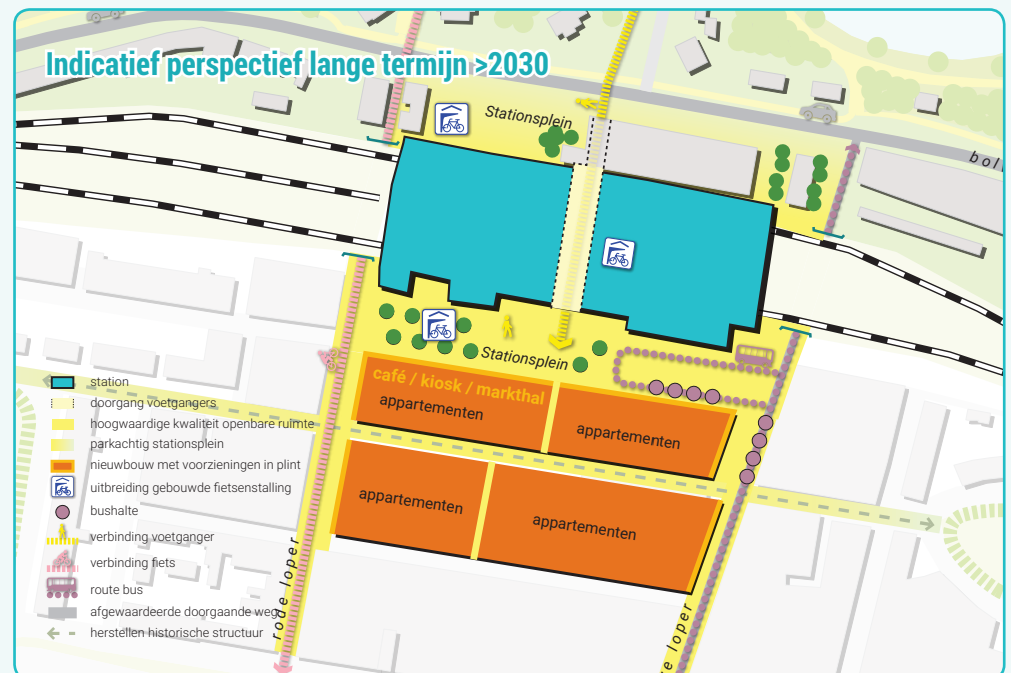 Indicatief perspectief lange termijn >2030
Stationsplein
Stationsplein
café / kiosk / markthal
appartementen
appartementen
appartementen
appartementen
rode loper
station
doorgang voetgangers
hoogwaardige kwaliteit openbare ruimte
parkachtig stationsplein
nieuwbouw met voorzieningen in plint
uitbreiding gebouwde fietsenstalling
bushalte
verbinding voetganger
verbinding fiets
route bus
afgewaardeerde doorgaande weg
herstellen historische structuur
loper